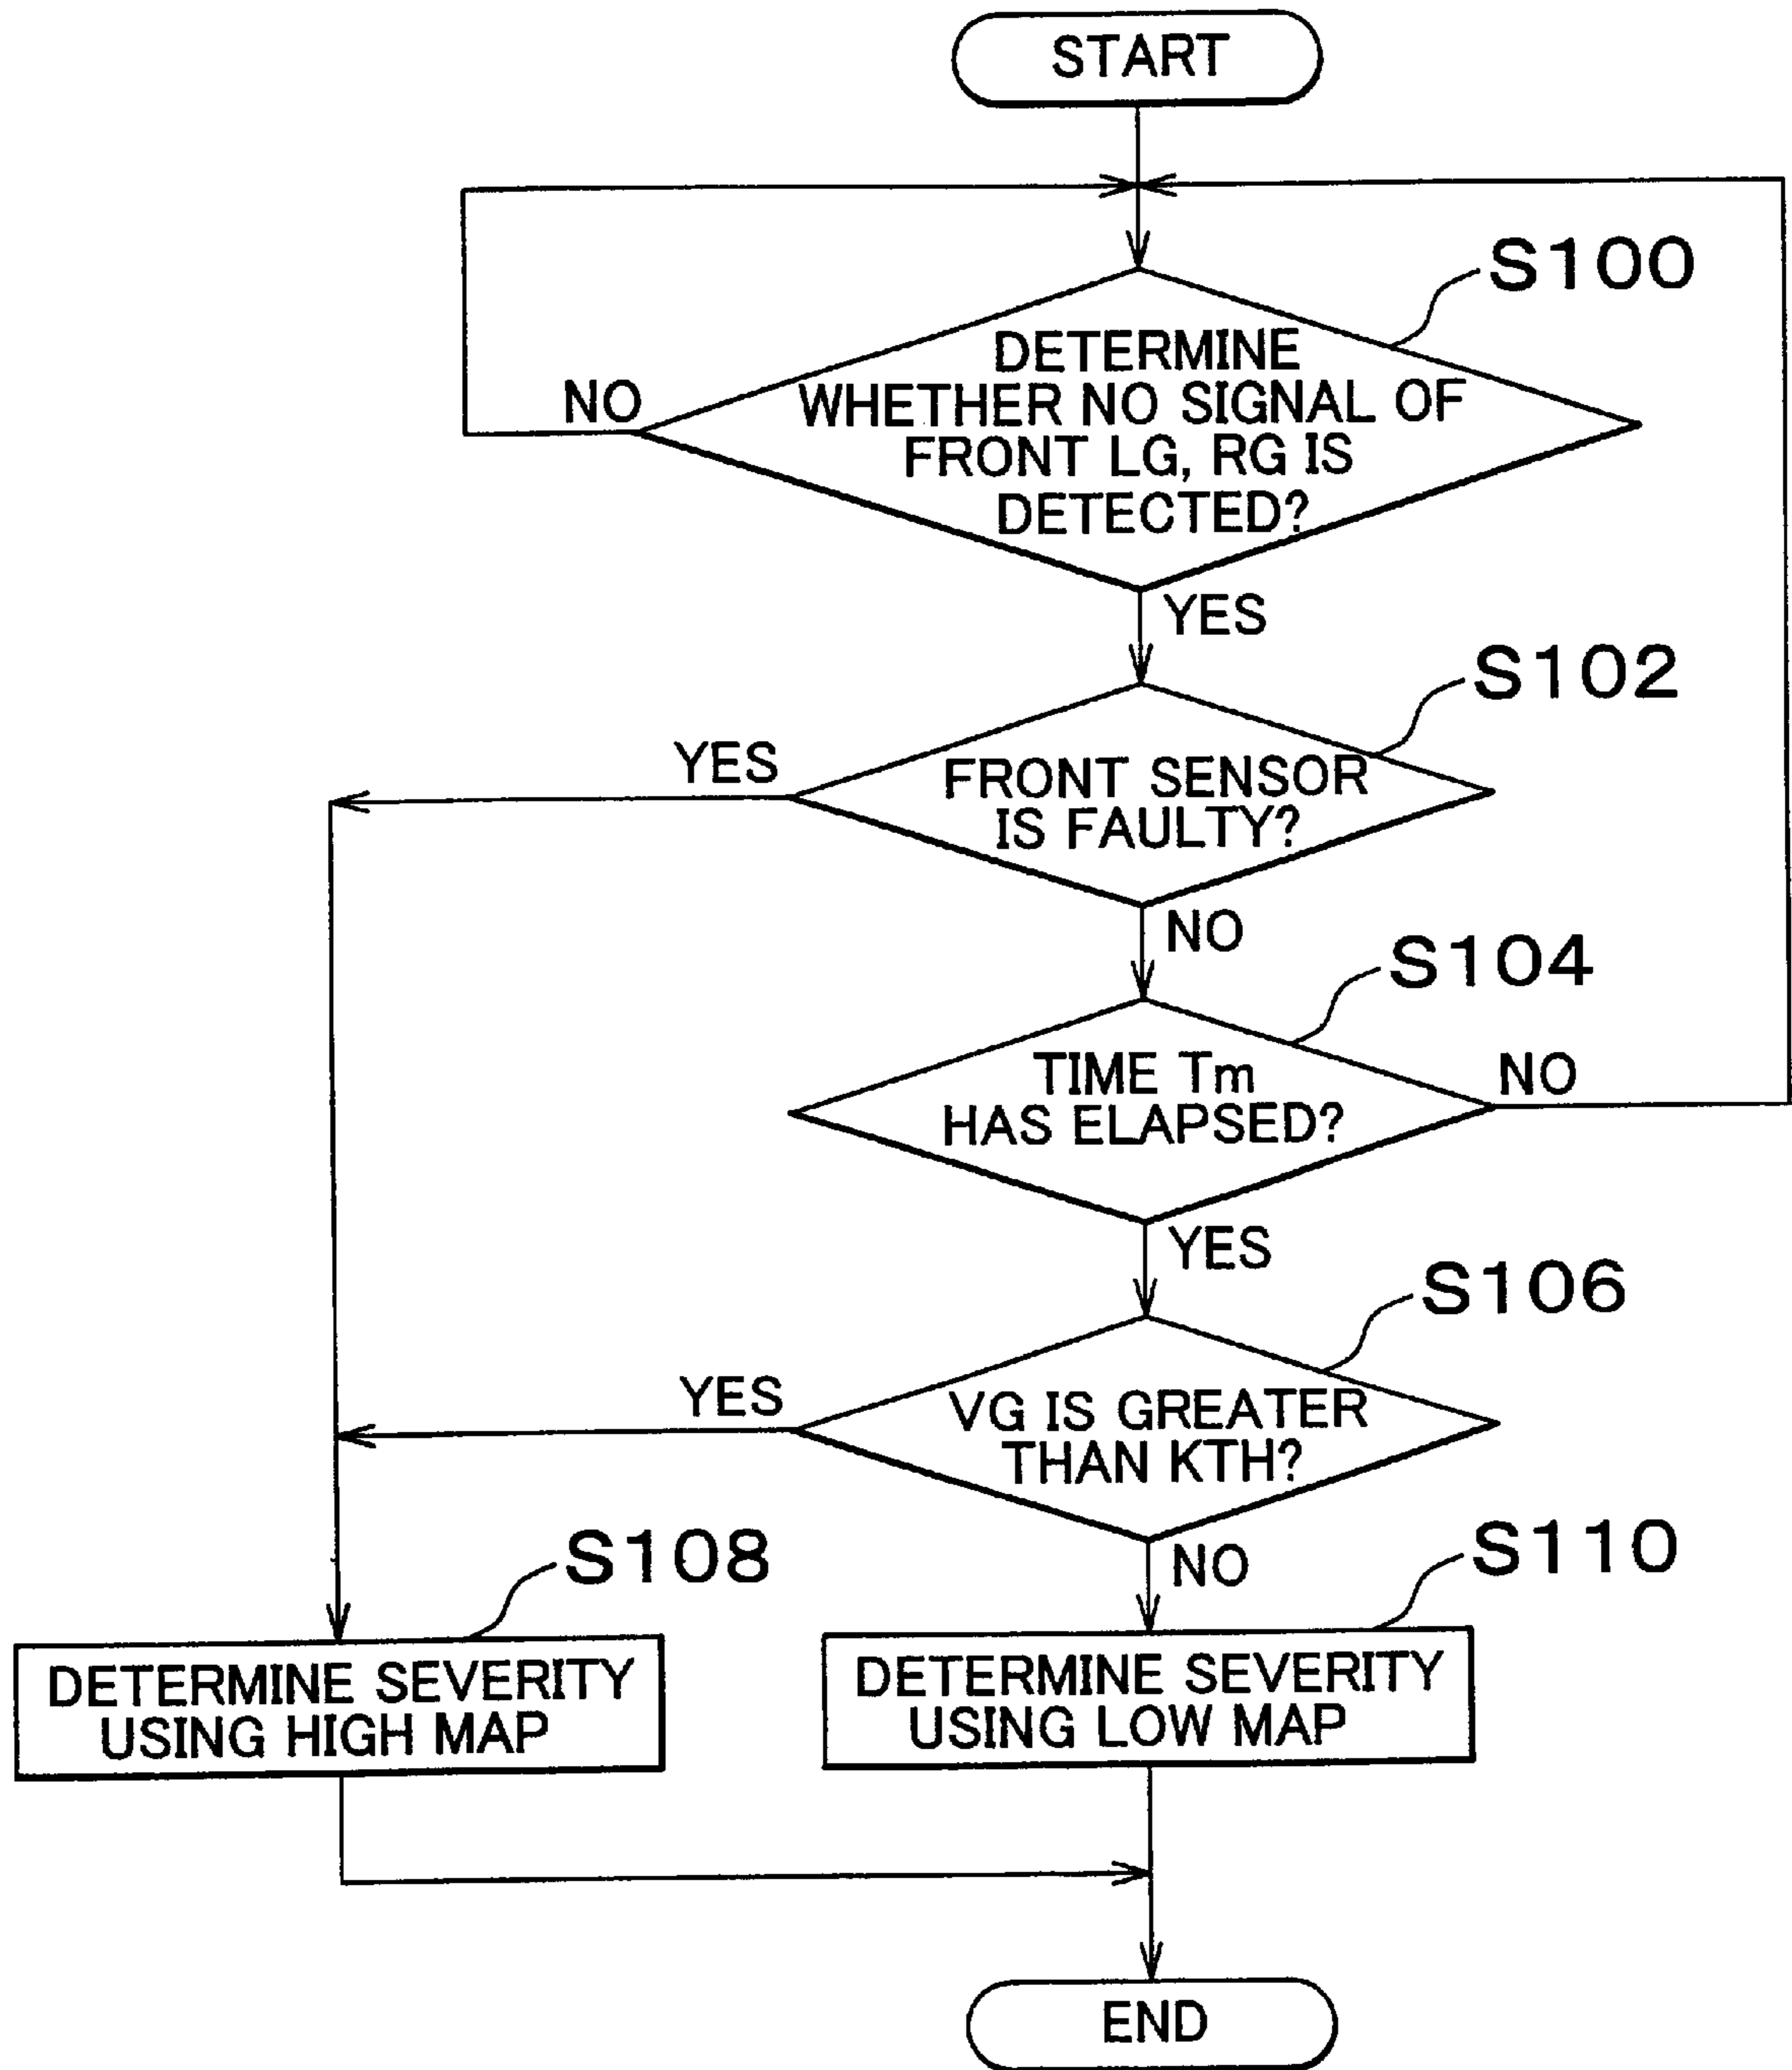 START
S100
DETERMINE
WHETHER NO SIGNAL OF
FRONT LG, RG IS
DETECTED?
NO
YES
S102
YES
FRONT SENSOR
IS FAULTY?
NO
S104
TIME Tm
HAS ELAPSED?
NO
YES
S106
YES
VG IS GREATER
THAN KTH?
NO
S108
S110
DETERMINE SEVERITY
USING HIGH MAP
DETERMINE SEVERITY
USING LOW MAP
END